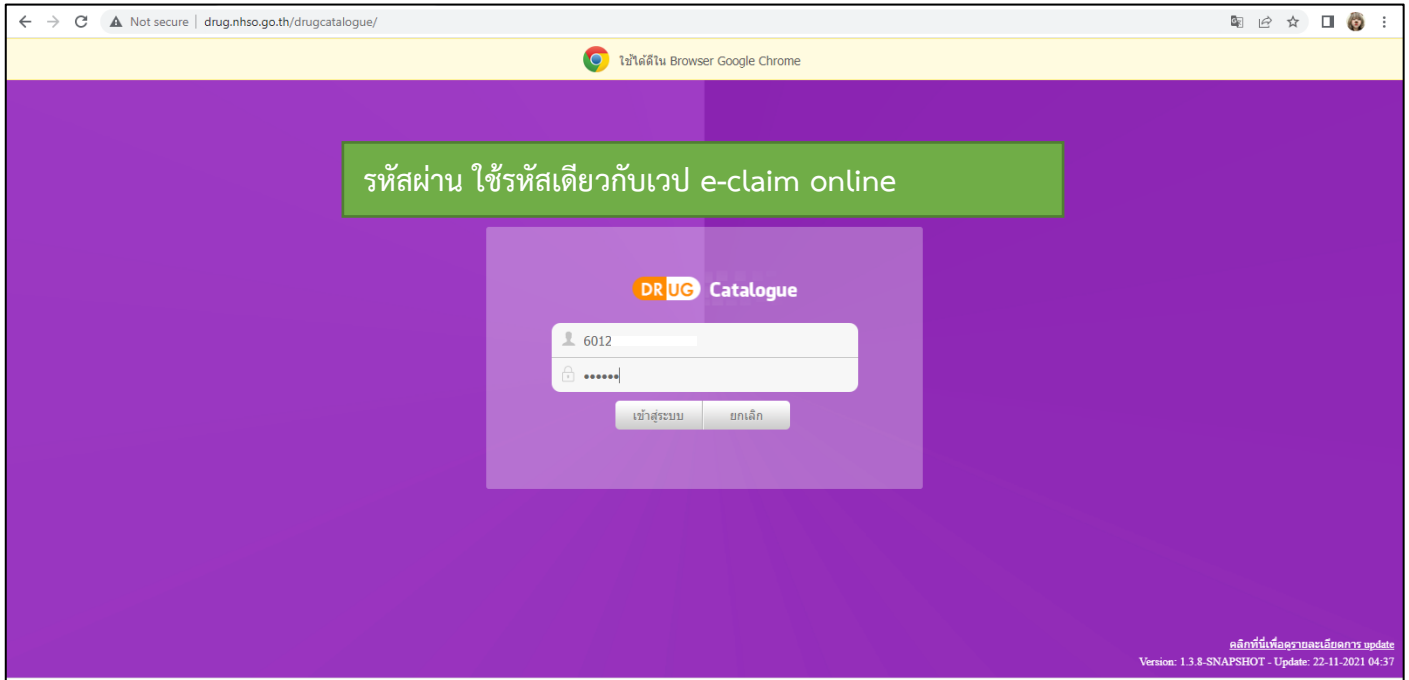 Not secure | drug.nhso.go.th/drugcatalogue/
ใช้ได้ดีใน Browser Google Chrome
รหัสผ่าน ใช้รหัสเดียวกับเวป e-claim online
DRUG Catalogue
6012
••••••
เข้าสู่ระบบ ยกเลิก
คลิกที่นี่เพื่อดูรายละเอียดการ update
Version: 1.3.8-SNAPSHOT - Update: 22-11-2021 04:37